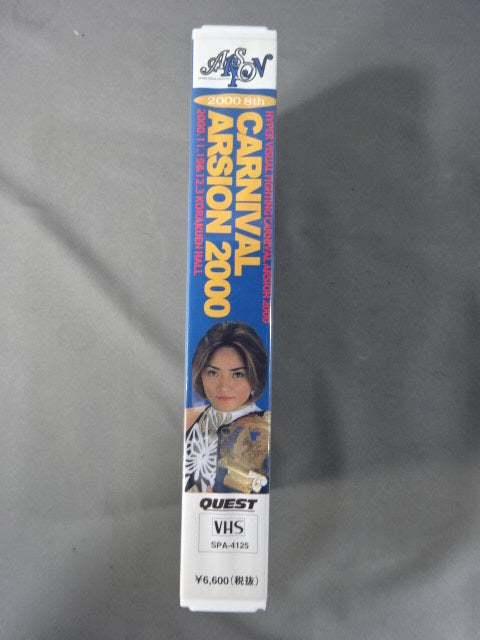 ARSION
2000 8th
HYPER VISUAL FIGHTING CARNIVAL ARSION 2000
CARNIVAL
ARSION 2000
2000.11.19&12.3 KORAKUEN HALL
QUEST
VHS
SPA-4125
¥6,600(税抜)